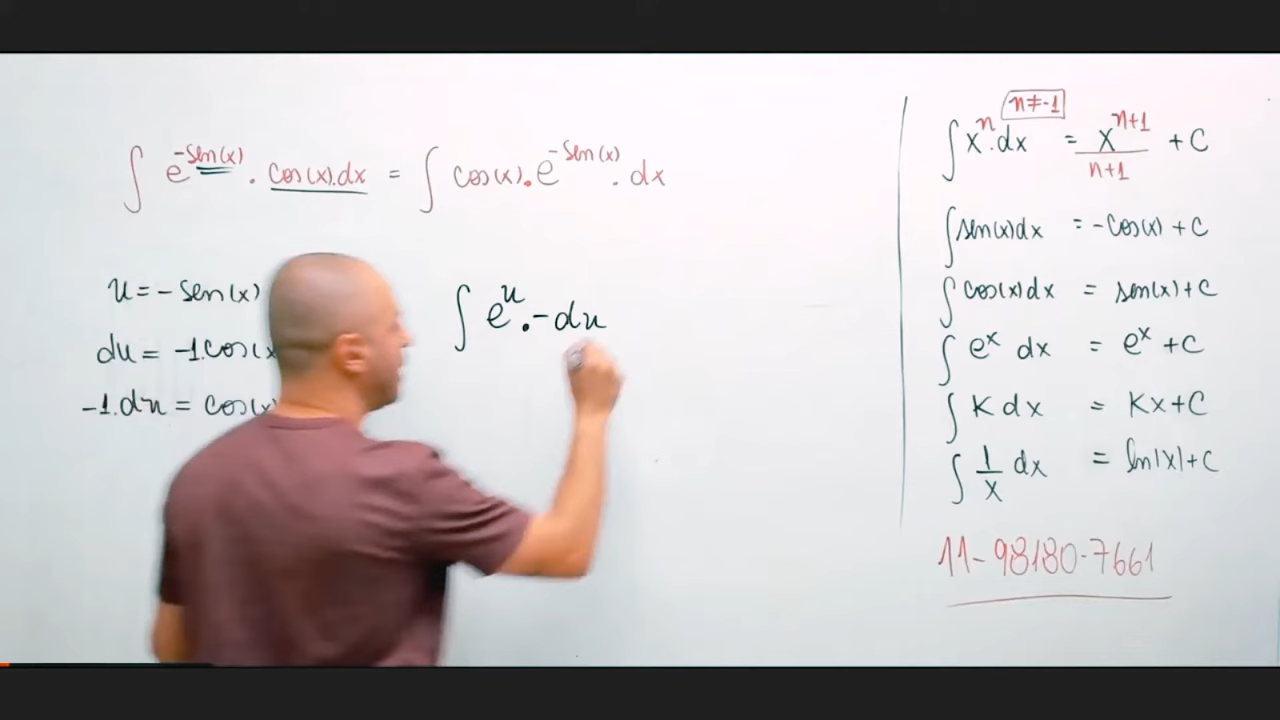 ∫ e^(-sen(x)) . cos(x).dx = ∫ cos(x). e^(-sen(x)) . dx
u = - sen(x)
du = -1.cos(x
-1.du = cos(x)
∫ e^u . - du
n≠-1
∫ x^n . dx = x^(n+1)/(n+1) + C
∫ sen(x)dx = -cos(x) + C
∫ cos(x)dx = sen(x) + C
∫ e^x dx = e^x + C
∫ K dx = Kx + C
∫ 1/x dx = ln|x| + C
11-98180-7661